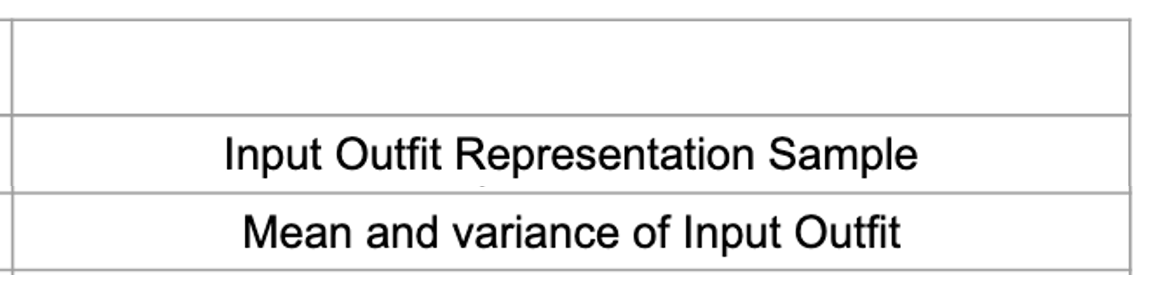 Input Outfit Representation Sample
Mean and variance of Input Outfit